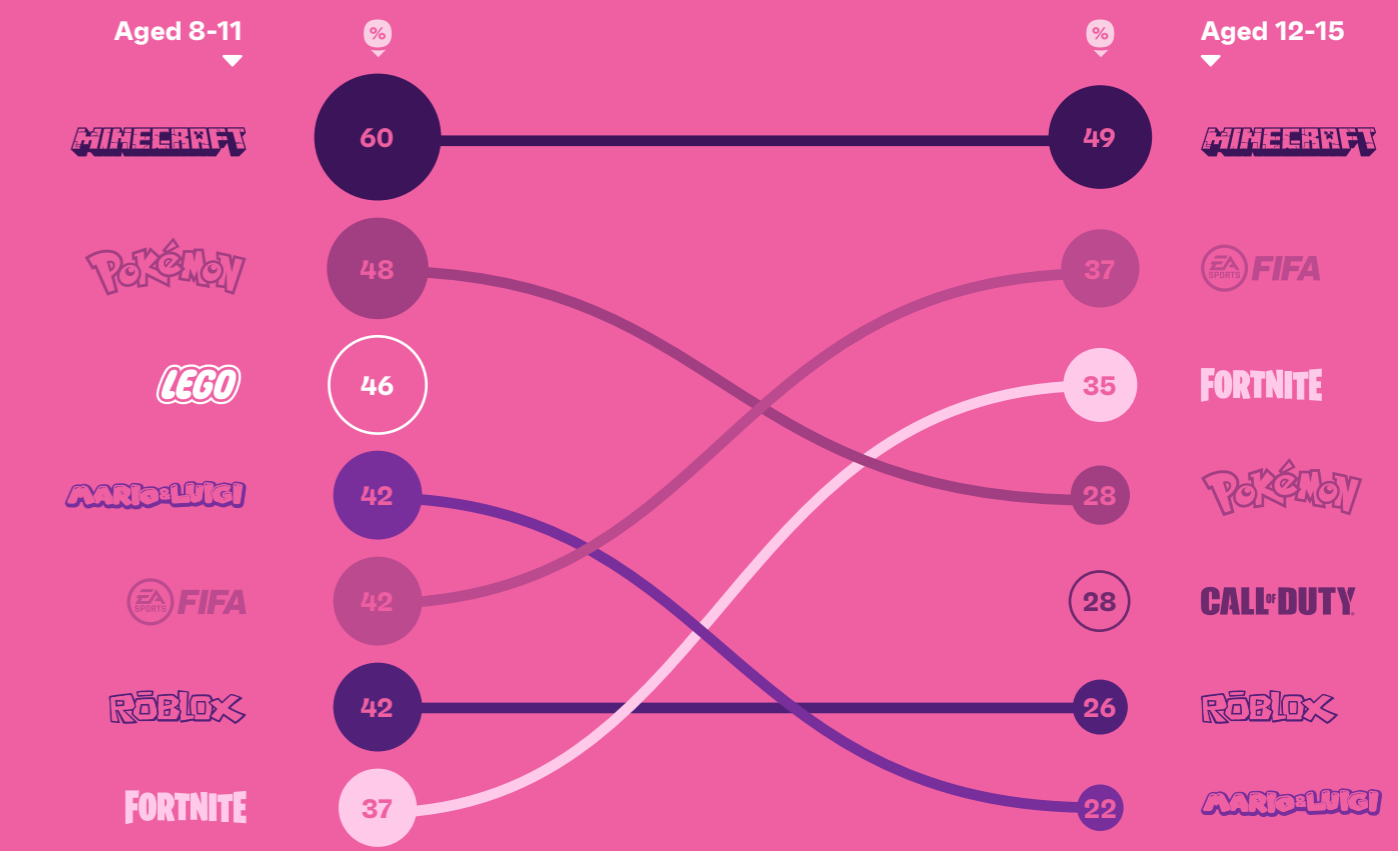 Aged 8-11 % % Aged 12-15
MINECRAFT 60 49 MINECRAFT
POKéMON 48 37 EA SPORTS FIFA
LEGO 46 35 FORTNITE
MARIO&LUIGI 42 28 POKéMON
EA SPORTS FIFA 42 28 CALL OF DUTY
RŌBLOX 42 26 RŌBLOX
FORTNITE 37 22 MARIO&LUIGI